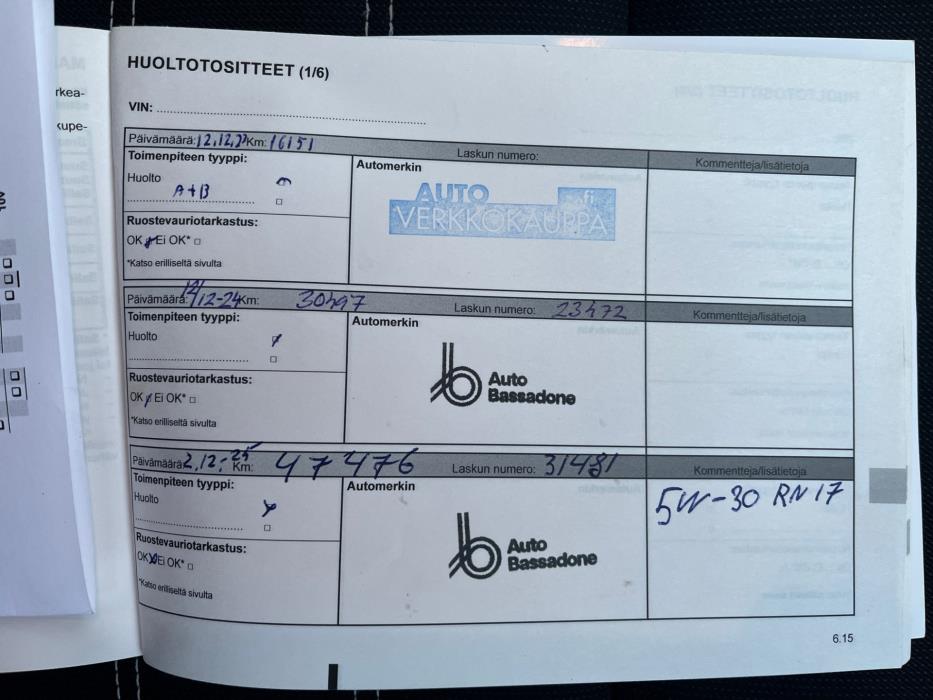 HUOLTOTOSITTEET (1/6)
rkea-
VIN:
kupe-
Päivämäärä: 12,12,23 Km: 16151 Laskun numero: Kommentteja/lisätietoja
Toimenpiteen tyyppi: Automerkin
Huolto
A+B
AUTO .fi
VERKKOKAUPPA
Ruostevauriotarkastus:
OK Ei OK*
*Katso erilliseltä sivulta
Päivämäärä: 12/12-24 Km: 30497 Laskun numero: 23472 Kommentteja/lisätietoja
Toimenpiteen tyyppi: Automerkin
Huolto
Auto
Bassadone
Ruostevauriotarkastus:
OK Ei OK*
*Katso erilliseltä sivulta
Päivämäärä 2,12,-25 Km: 47476 Laskun numero: 31481 Kommentteja/lisätietoja
Toimenpiteen tyyppi: Automerkin
Huolto
5W-30 RN17
Auto
Bassadone
Ruostevauriotarkastus:
OK Ei OK*
*Katso erilliseltä sivulta
6.15